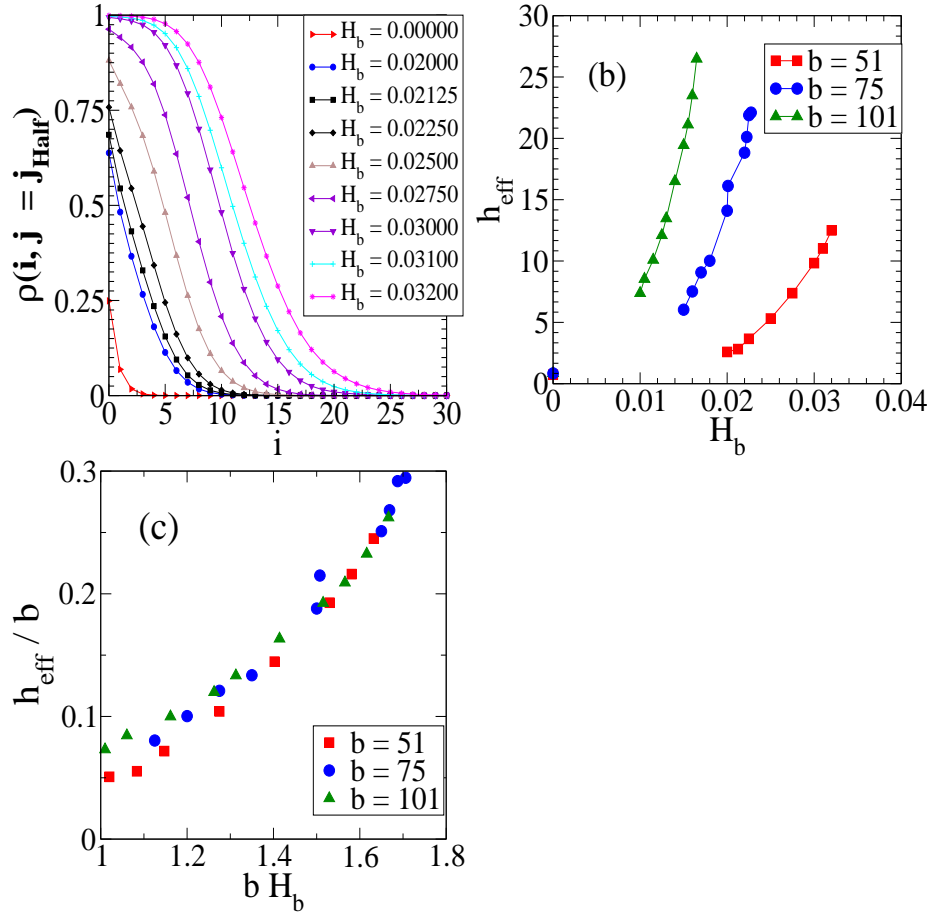 1
0.75
0.5
0.25
0
ρ(i, j = j_Half)
H_b = 0.00000
H_b = 0.02000
H_b = 0.02125
H_b = 0.02250
H_b = 0.02500
H_b = 0.02750
H_b = 0.03000
H_b = 0.03100
H_b = 0.03200
0 5 10 15 20 25 30
i
30
25
20
15
10
5
0
h_eff
(b)
b = 51
b = 75
b = 101
0.01 0.02 0.03 0.04
H_b
0.3
0.2
0.1
0
h_eff / b
(c)
b = 51
b = 75
b = 101
1 1.2 1.4 1.6 1.8
b H_b